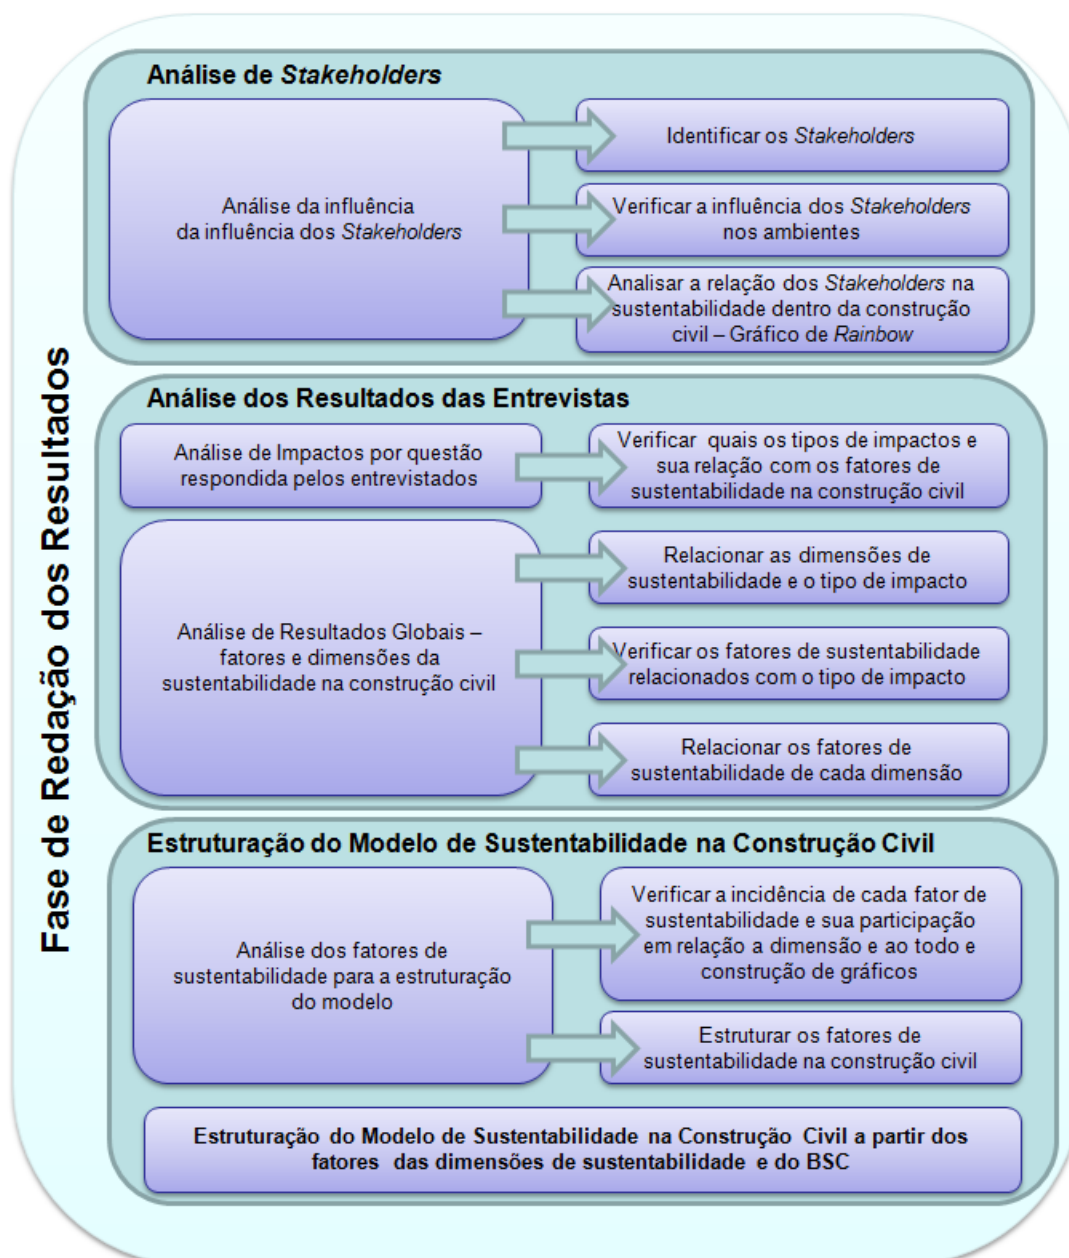 Fase de Redação dos Resultados
Análise de Stakeholders
Análise da influência
da influência dos Stakeholders
Identificar os Stakeholders
Verificar a influência dos Stakeholders
nos ambientes
Analisar a relação dos Stakeholders na
sustentabilidade dentro da construção
civil – Gráfico de Rainbow
Análise dos Resultados das Entrevistas
Análise de Impactos por questão
respondida pelos entrevistados
Verificar quais os tipos de impactos e
sua relação com os fatores de
sustentabilidade na construção civil
Análise de Resultados Globais –
fatores e dimensões da
sustentabilidade na construção civil
Relacionar as dimensões de
sustentabilidade e o tipo de impacto
Verificar os fatores de sustentabilidade
relacionados com o tipo de impacto
Relacionar os fatores de
sustentabilidade de cada dimensão
Estruturação do Modelo de Sustentabilidade na Construção Civil
Análise dos fatores de
sustentabilidade para a estruturação
do modelo
Verificar a incidência de cada fator de
sustentabilidade e sua participação
em relação a dimensão e ao todo e
construção de gráficos
Estruturar os fatores de
sustentabilidade na construção civil
Estruturação do Modelo de Sustentabilidade na Construção Civil a partir dos
fatores das dimensões de sustentabilidade e do BSC